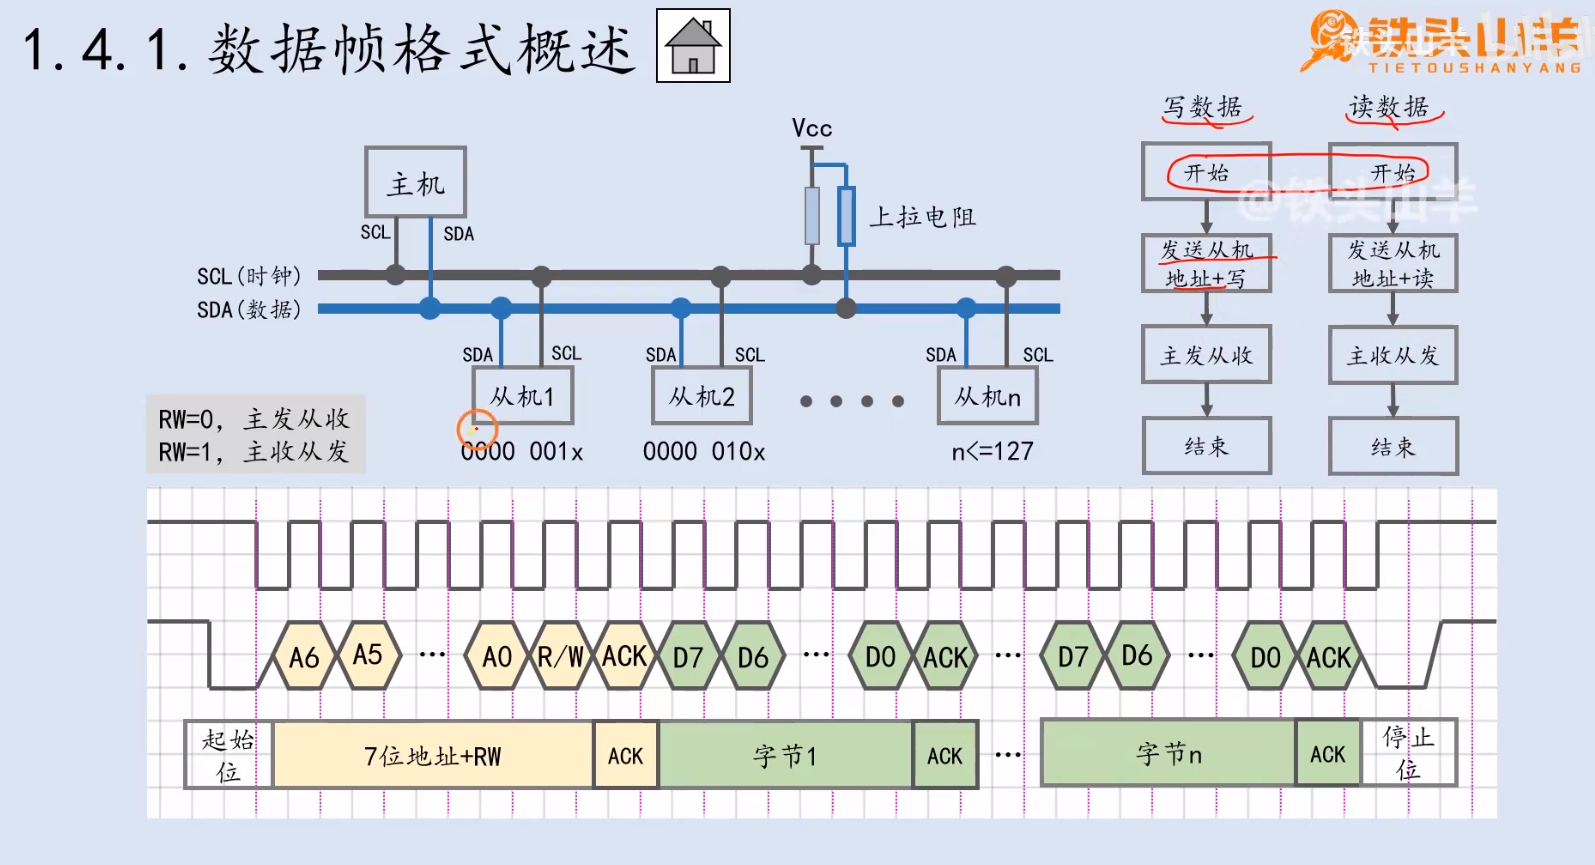 1.4.1.数据帧格式概述
铁头山羊
TIETOUSHANYANG
写数据
读数据
Vcc
主机
开始
开始
@铁头山羊
SCL
SDA
上拉电阻
发送从机
地址+写
发送从机
地址+读
SCL(时钟)
SDA(数据)
SDA
SCL
SDA
SCL
SDA
SCL
主发从收
主收从发
从机1
从机2
从机n
RW=0, 主发从收
RW=1, 主收从发
0000 001x
0000 010x
n<=127
结束
结束
A6
A5
...
A0
R/W
ACK
D7
D6
...
D0
ACK
...
D7
D6
...
D0
ACK
起始
位
7位地址+RW
ACK
字节1
ACK
...
字节n
ACK
停止
位